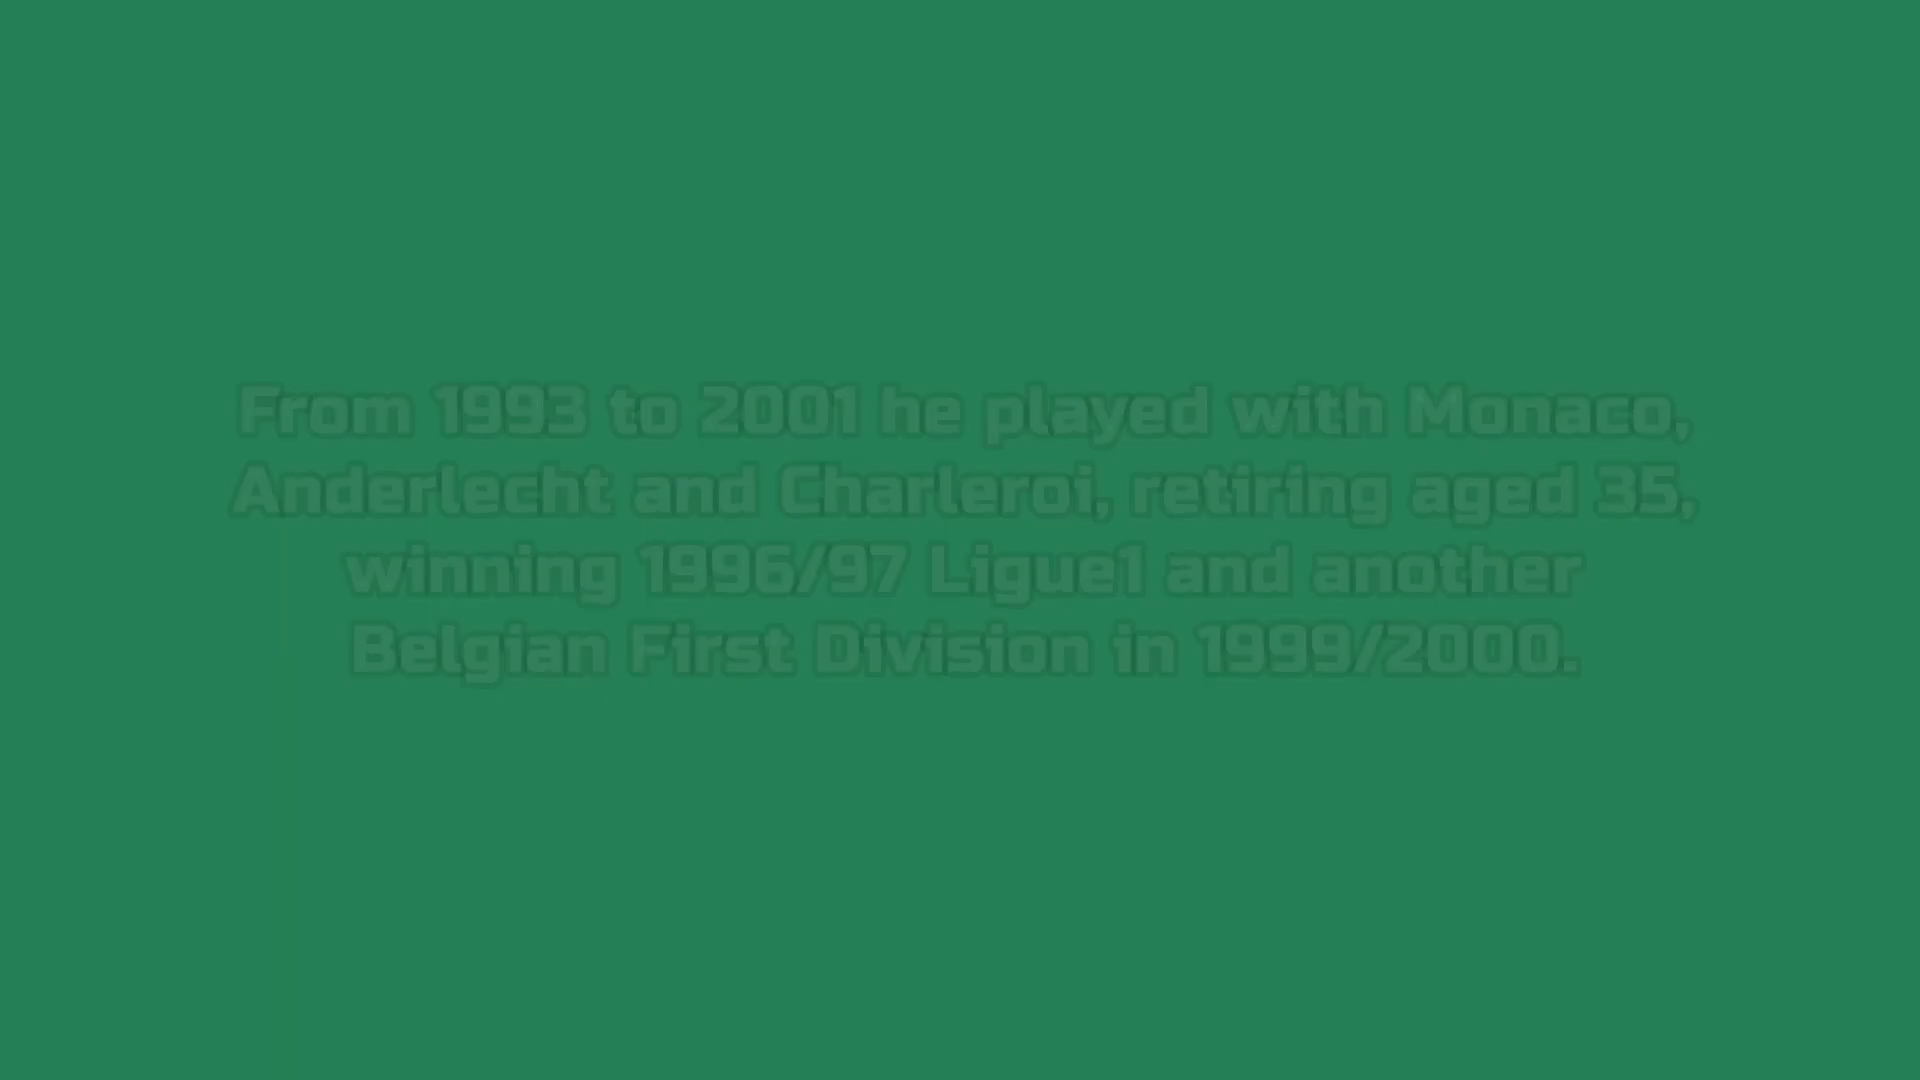 From 1993 to 2001 he played with Monaco,
Anderlecht and Charleroi, retiring aged 35,
winning 1996/97 Ligue1 and another
Belgian First Division in 1999/2000.